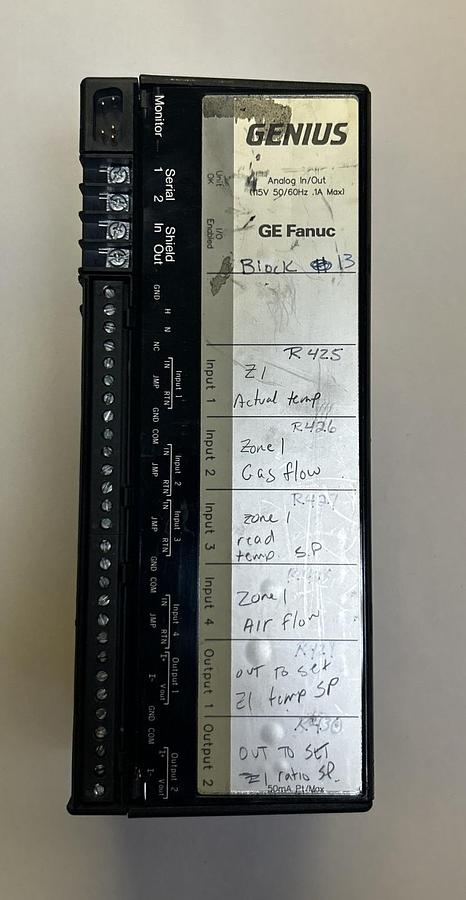 Monitor
Serial
1 2
Shield
In Out
GND
H
N
NC
Input 1
IN
JMP
RTN
GND COM
Input 2
IN
JMP
RTN
Input 3
IN
JMP
RTN
GND COM
Input 4
IN
JMP
RTN
Output 1
I+
I-
Vout
GND COM
Output 2
I+
I-
Vout
Unit OK
I/O Enabled
GENIUS
Analog In/Out
(115V 50/60Hz .1A Max)
GE Fanuc
Block # 13
Input 1
R425
Z1
Actual temp
Input 2
R426
Zone 1
Gas flow
Input 3
R427
zone 1
read
temp S.P
Input 4
Zone 1
Air flow
Output 1
OUT TO SET
Z1 temp SP
Output 2
R430
OUT TO SET
Z1 ratio SP.
50mA Pt/Max